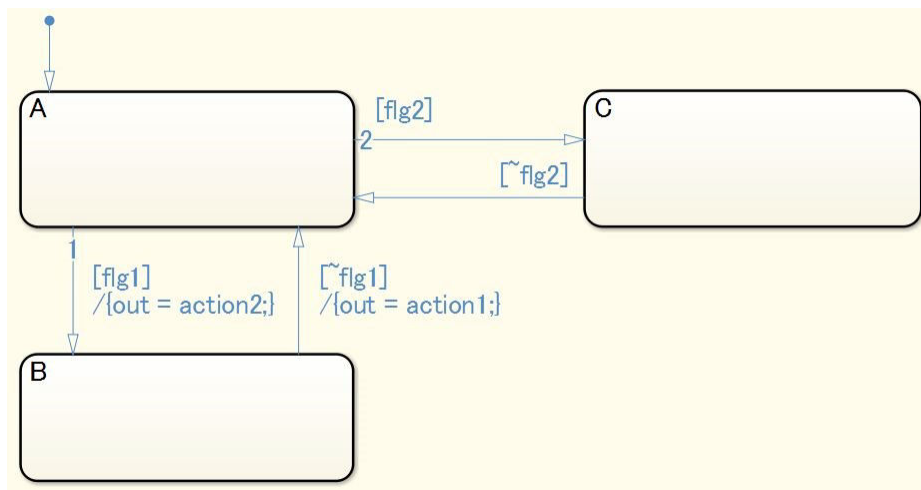 A
[flg2]
C
2
[~flg2]
1
[flg1]
/{out = action2;}
[~flg1]
/{out = action1;}
B